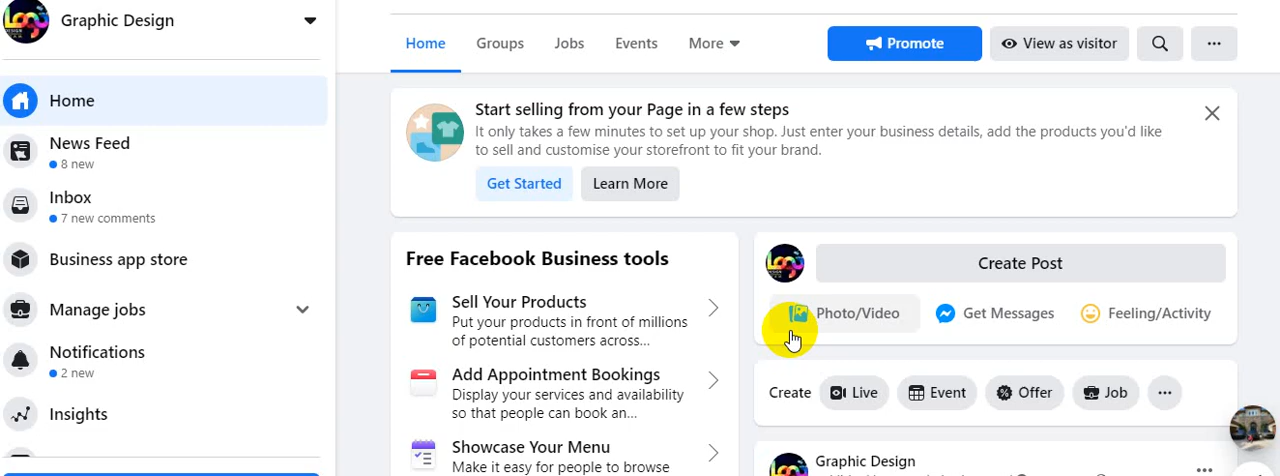 Graphic Design
Home
News Feed
8 new
Inbox
7 new comments
Business app store
Manage jobs
Notifications
2 new
Insights
Home Groups Jobs Events More Promote View as visitor
Start selling from your Page in a few steps
It only takes a few minutes to set up your shop. Just enter your business details, add the products you'd like
to sell and customise your storefront to fit your brand.
Get Started Learn More
Free Facebook Business tools
Sell Your Products
Put your products in front of millions
of potential customers across...
Add Appointment Bookings
Display your services and availability
so that people can book an...
Showcase Your Menu
Make it easy for people to browse
Create Post
Photo/Video Get Messages Feeling/Activity
Create Live Event Offer Job
Graphic Design